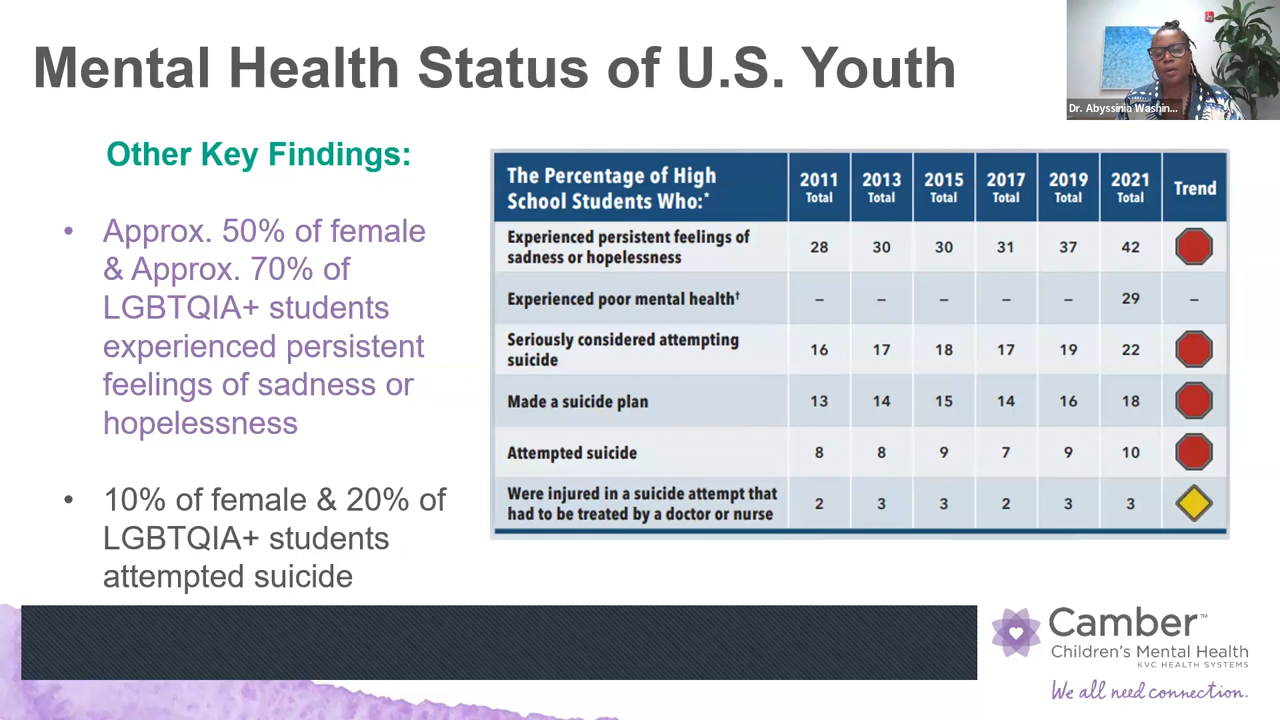 Mental Health Status of U.S. Youth
Dr. Abyssinia Washin...
Other Key Findings:
• Approx. 50% of female
& Approx. 70% of
LGBTQIA+ students
experienced persistent
feelings of sadness or
hopelessness
• 10% of female & 20% of
LGBTQIA+ students
attempted suicide
The Percentage of High School Students Who:* 2011 Total 2013 Total 2015 Total 2017 Total 2019 Total 2021 Total Trend
Experienced persistent feelings of sadness or hopelessness 28 30 30 31 37 42
Experienced poor mental health† – – – – – 29 –
Seriously considered attempting suicide 16 17 18 17 19 22
Made a suicide plan 13 14 15 14 16 18
Attempted suicide 8 8 9 7 9 10
Were injured in a suicide attempt that had to be treated by a doctor or nurse 2 3 3 2 3 3
Camber™
Children's Mental Health
KVC HEALTH SYSTEMS
We all need connection.